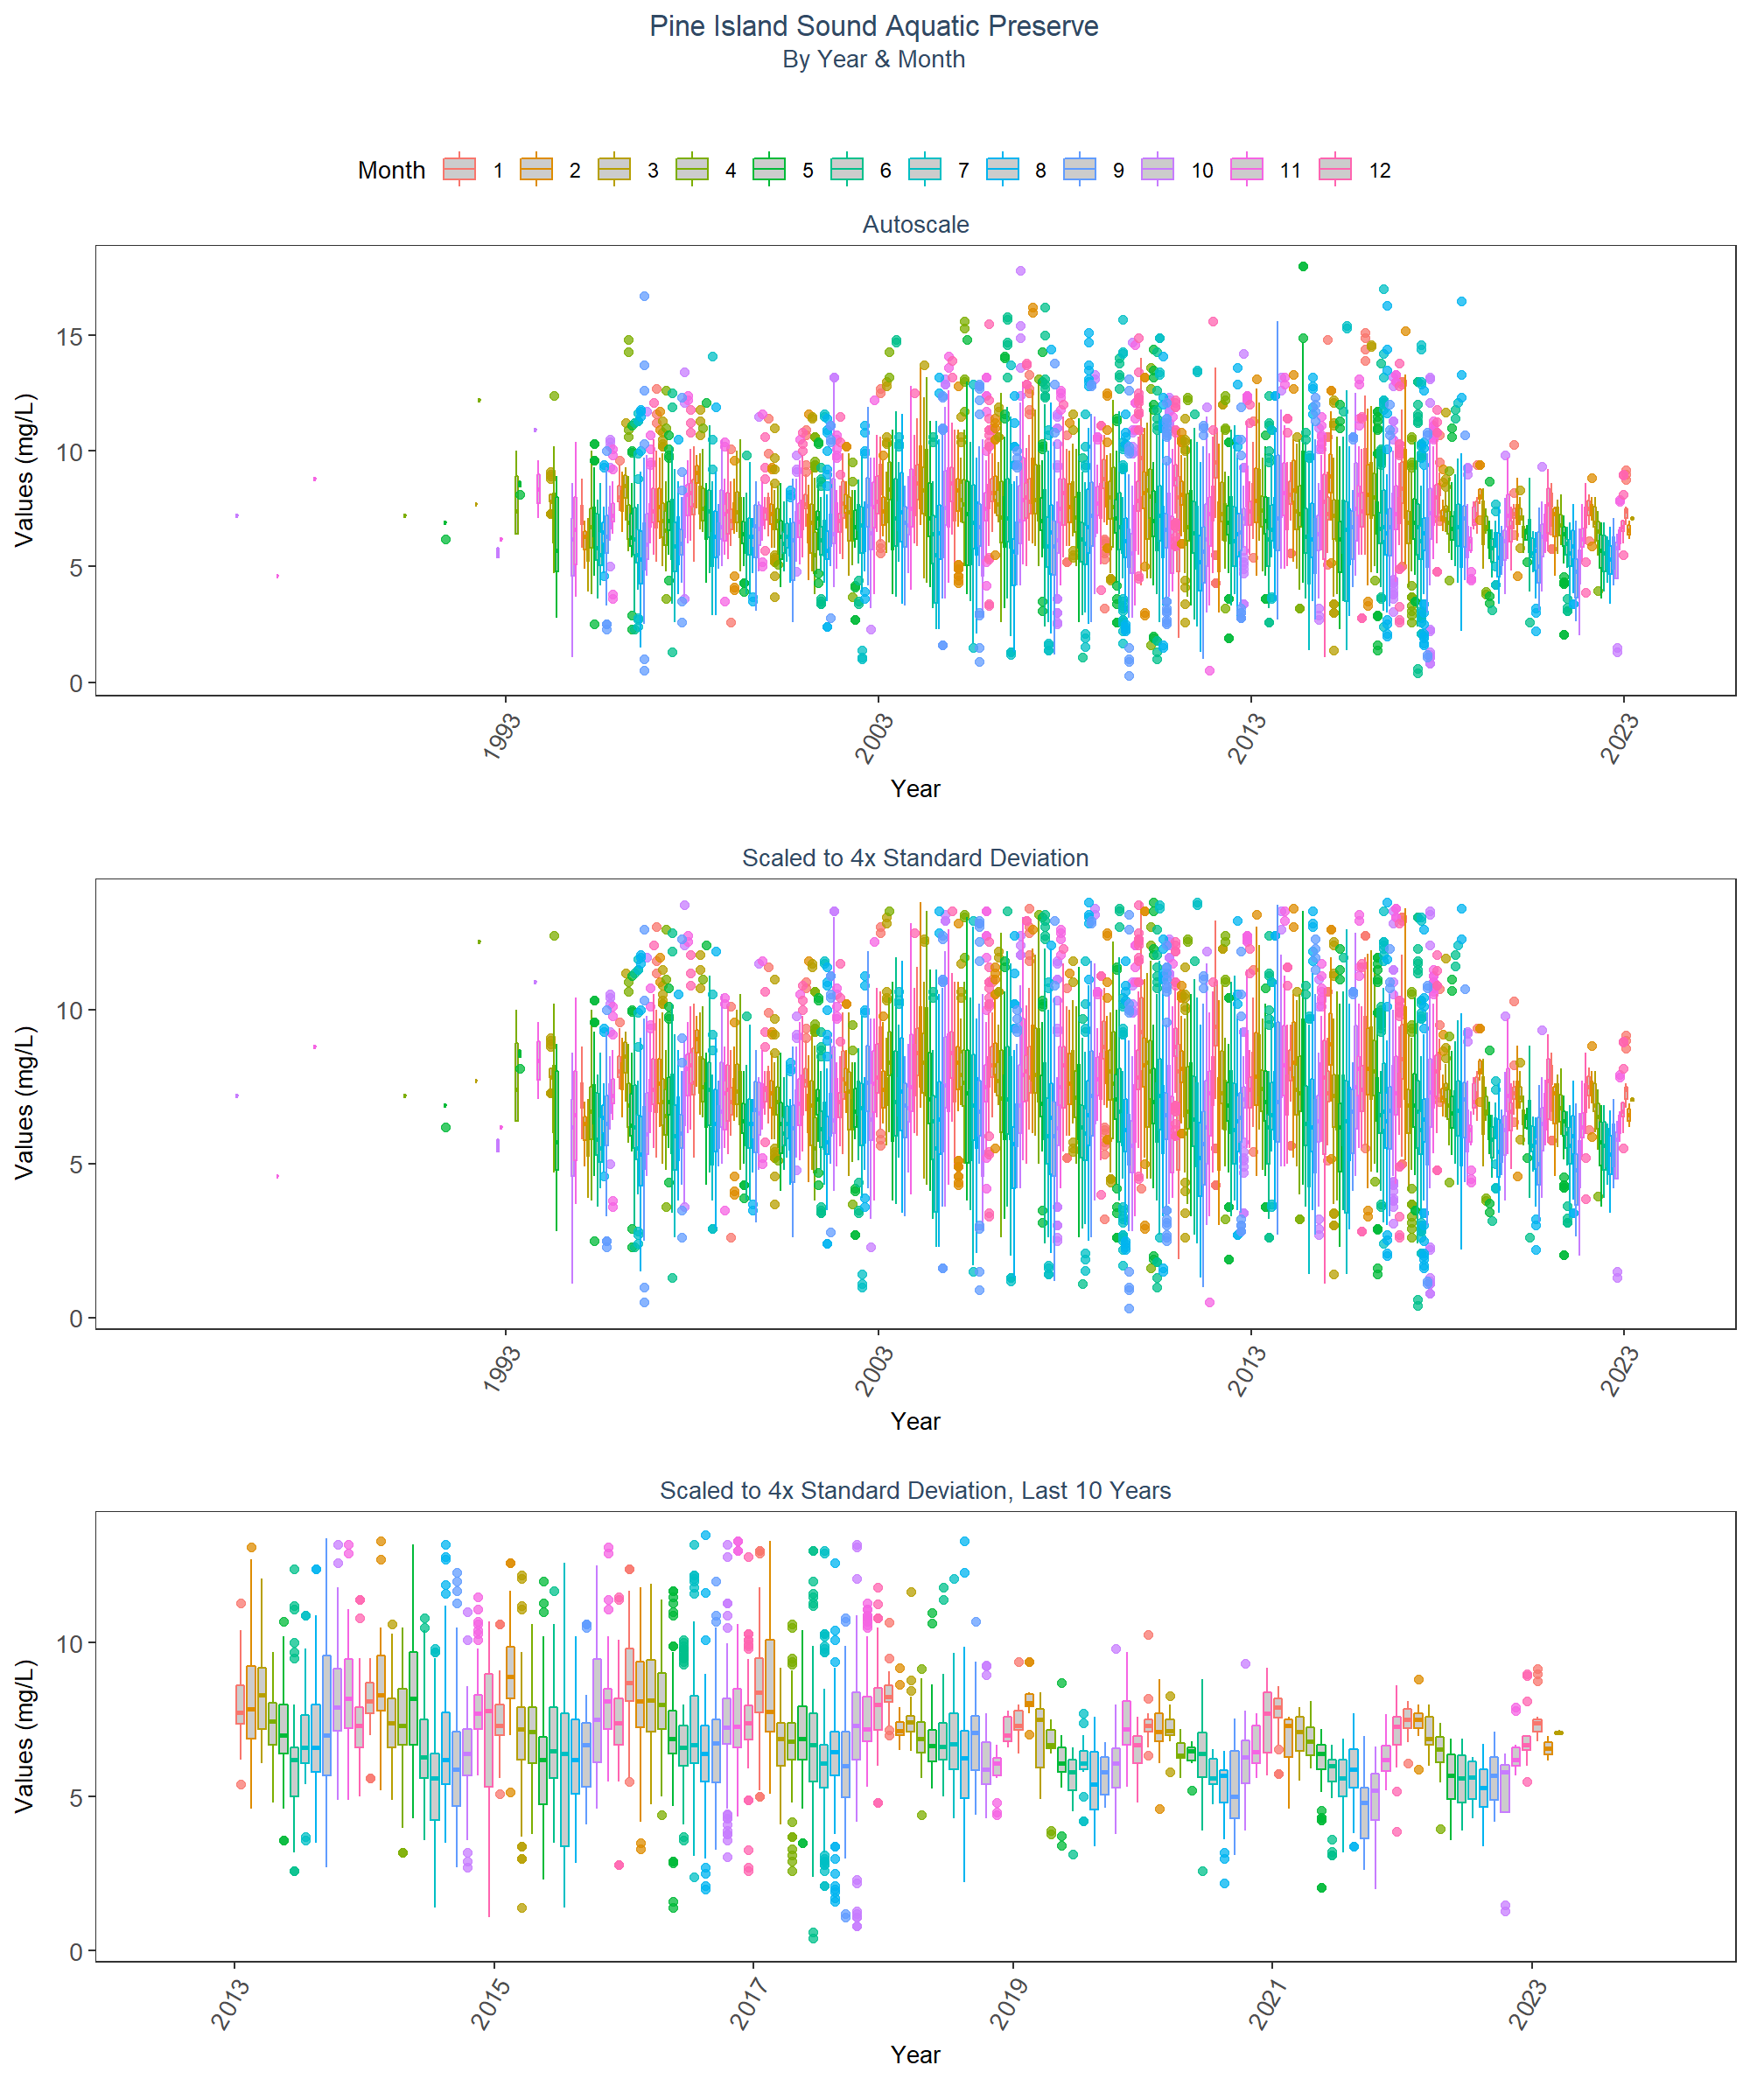 Pine Island Sound Aquatic Preserve
By Year & Month
Month 1 2 3 4 5 6 7 8 9 10 11 12
Autoscale
Values (mg/L)
15
10
5
0
1993 2003 2013 2023
Year
Scaled to 4x Standard Deviation
Values (mg/L)
10
5
0
1993 2003 2013 2023
Year
Scaled to 4x Standard Deviation, Last 10 Years
Values (mg/L)
10
5
0
2013 2015 2017 2019 2021 2023
Year